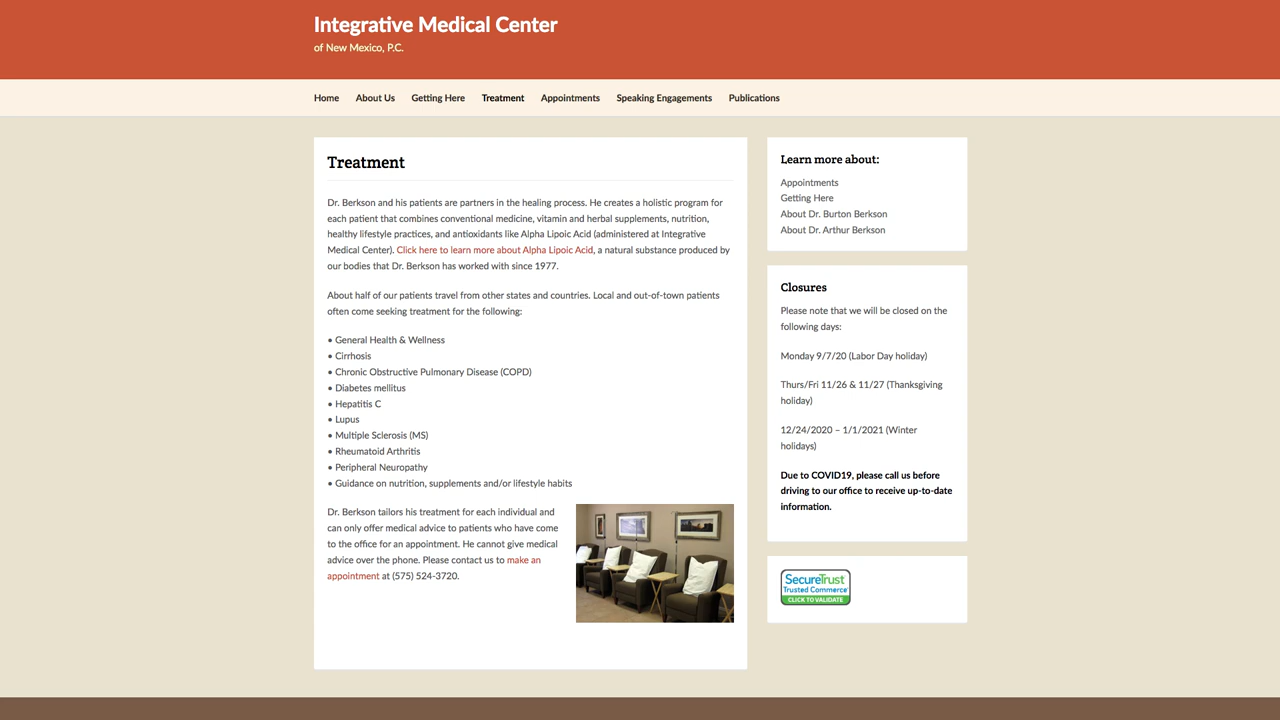 Integrative Medical Center
of New Mexico, P.C.
Home About Us Getting Here Treatment Appointments Speaking Engagements Publications
Treatment
Dr. Berkson and his patients are partners in the healing process. He creates a holistic program for
each patient that combines conventional medicine, vitamin and herbal supplements, nutrition,
healthy lifestyle practices, and antioxidants like Alpha Lipoic Acid (administered at Integrative
Medical Center). Click here to learn more about Alpha Lipoic Acid, a natural substance produced by
our bodies that Dr. Berkson has worked with since 1977.
About half of our patients travel from other states and countries. Local and out-of-town patients
often come seeking treatment for the following:
• General Health & Wellness
• Cirrhosis
• Chronic Obstructive Pulmonary Disease (COPD)
• Diabetes mellitus
• Hepatitis C
• Lupus
• Multiple Sclerosis (MS)
• Rheumatoid Arthritis
• Peripheral Neuropathy
• Guidance on nutrition, supplements and/or lifestyle habits
Dr. Berkson tailors his treatment for each individual and
can only offer medical advice to patients who have come
to the office for an appointment. He cannot give medical
advice over the phone. Please contact us to make an
appointment at (575) 524-3720.
Learn more about:
Appointments
Getting Here
About Dr. Burton Berkson
About Dr. Arthur Berkson
Closures
Please note that we will be closed on the
following days:
Monday 9/7/20 (Labor Day holiday)
Thurs/Fri 11/26 & 11/27 (Thanksgiving
holiday)
12/24/2020 – 1/1/2021 (Winter
holidays)
Due to COVID19, please call us before
driving to our office to receive up-to-date
information.
SecureTrust
Trusted Commerce
CLICK TO VALIDATE